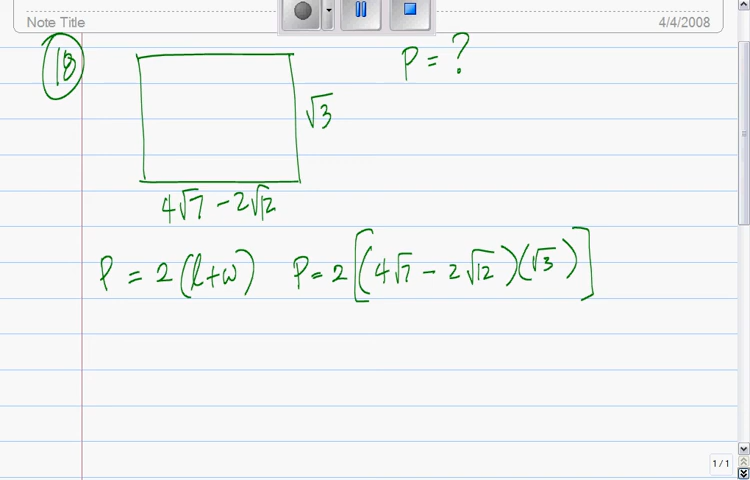 Note Title
4/4/2008
18
P = ?
√3
4√7 - 2√12
P = 2(l+w) P = 2[(4√7 - 2√12)(√3)]
1/1